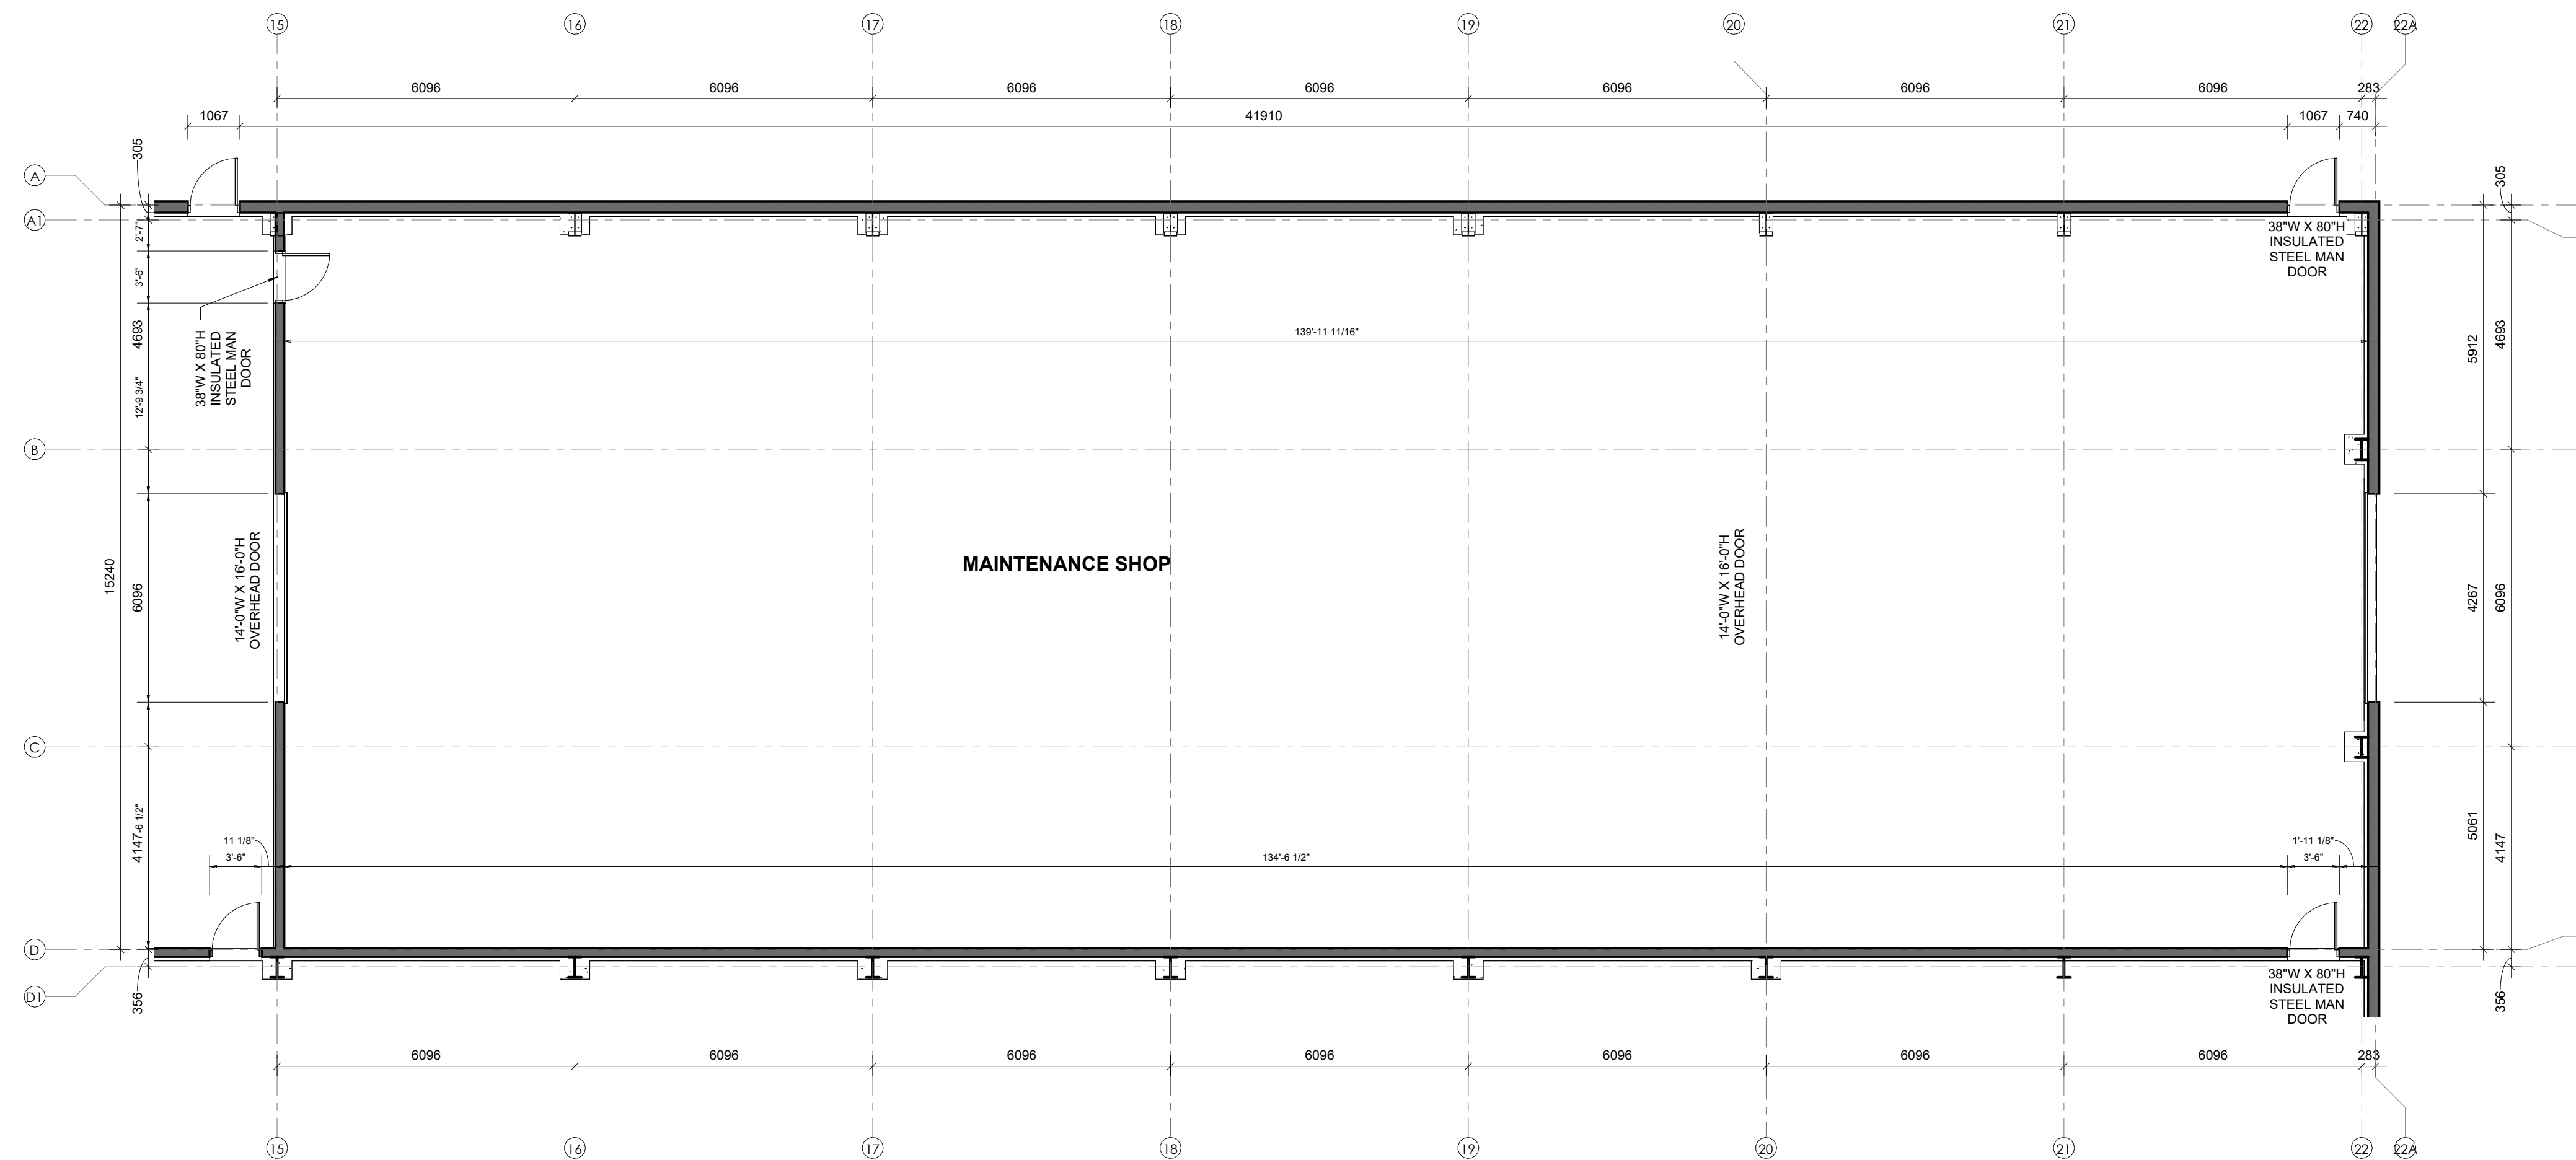 15 16 17 18 19 20 21 22 22A
6096 6096 6096 6096 6096 6096 6096 283
1067 41910 1067 740
305
305
A
A1
2'-7"
3'-6"
4693
12'-9 3/4"
38"W X 80"H
INSULATED
STEEL MAN
DOOR
38"W X 80"H
INSULATED
STEEL MAN
DOOR
139'-11 11/16"
5912
4693
B
15240
6096
14'-0"W X 16'-0"H
OVERHEAD DOOR
MAINTENANCE SHOP
14'-0"W X 16'-0"H
OVERHEAD DOOR
4267
6096
C
4147
-6 1/2"
11 1/8"
3'-6"
134'-6 1/2"
1'-11 1/8"
3'-6"
5061
4147
D
D1
356
38"W X 80"H
INSULATED
STEEL MAN
DOOR
356
6096 6096 6096 6096 6096 6096 6096 283
15 16 17 18 19 20 21 22 22A